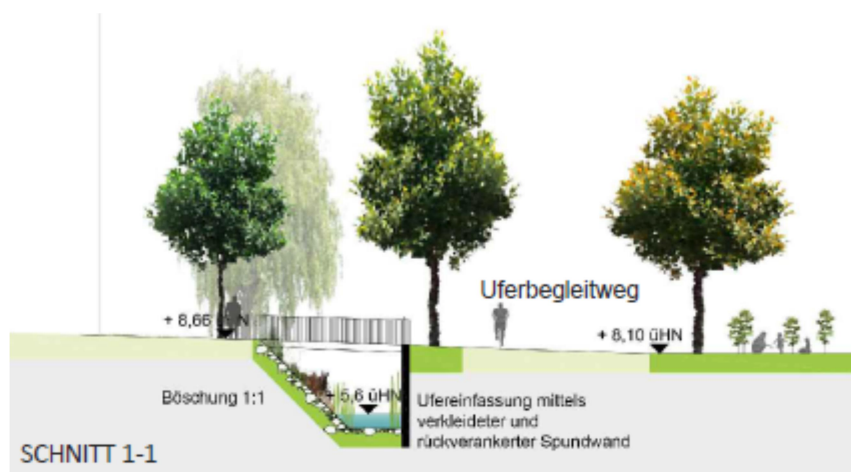 Uferbegleitweg
+ 8,66 üHN
+ 8,10 üHN
Böschung 1:1
+ 5,6 üHN
Ufereinfassung mittels
verkleideter und
rückverankerter Spundwand
SCHNITT 1-1